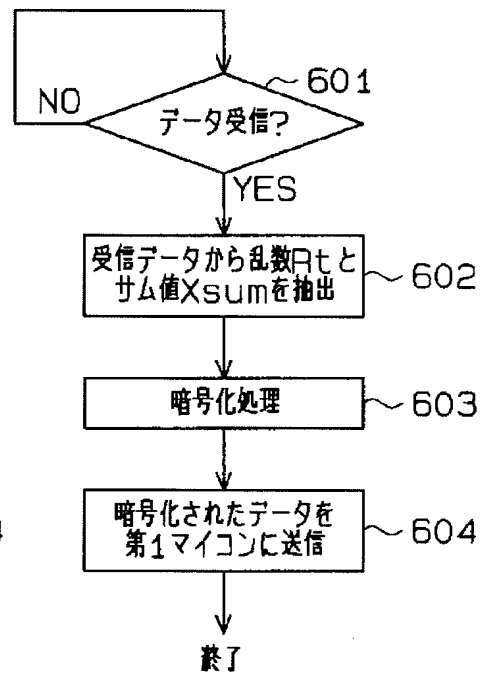 601
NO
データ受信?
YES
受信データから乱数Rtと
サム値Xsumを抽出
602
暗号化処理
603
暗号化されたデータを
第1マイコンに送信
604
終了